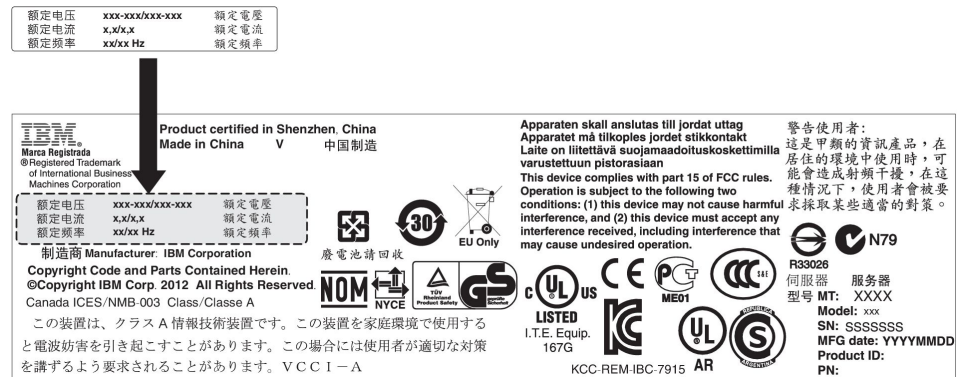 额定电压 xxx-xxx/xxx-xxx 額定電壓
额定电流 x,x/x,x 額定電流
额定频率 xx/xx Hz 額定頻率
IBM®
Marca Registrada
® Registered Trademark
of International Business
Machines Corporation
Product certified in Shenzhen, China
Made in China V 中国制造
额定电压 xxx-xxx/xxx-xxx 額定電壓
额定电流 x,x/x,x 額定電流
额定频率 xx/xx Hz 額定頻率
制造商 Manufacturer: IBM Corporation
Copyright Code and Parts Contained Herein.
©Copyright IBM Corp. 2012 All Rights Reserved.
Canada ICES/NMB-003 Class/Classe A
この装置は、クラスA情報技術装置です。この装置を家庭環境で使用する
と電波妨害を引き起こすことがあります。この場合には使用者が適切な対策
を講ずるよう要求されることがあります。VCCI-A
廢電池請回收
30
EU Only
NOM
NYCE
TÜV
Rheinland
Product Safety
GS
geprüfte
Sicherheit
Apparaten skall anslutas till jordat uttag
Apparatet må tilkoples jordet stikkontakt
Laite on liitettävä suojamaadoituskoskettimilla
varustettuun pistorasiaan
This device complies with part 15 of FCC rules.
Operation is subject to the following two
conditions: (1) this device may not cause harmful
interference, and (2) this device must accept any
interference received, including interference that
may cause undesired operation.
C UL US
LISTED
I.T.E. Equip.
167G
CE
PCT
ME01
CCC S&E
KCC-REM-IBC-7915
UL
AR
REPUBLICA
S
ARGENTINA
警告使用者:
這是甲類的資訊產品，在
居住的環境中使用時，可
能會造成射頻干擾，在這
種情況下，使用者會被要
求採取某些適當的對策。
R33026
N79
伺服器 服务器
型号 MT: XXXX
Model: xxx
SN: SSSSSSS
MFG date: YYYYMMDD
Product ID:
PN: